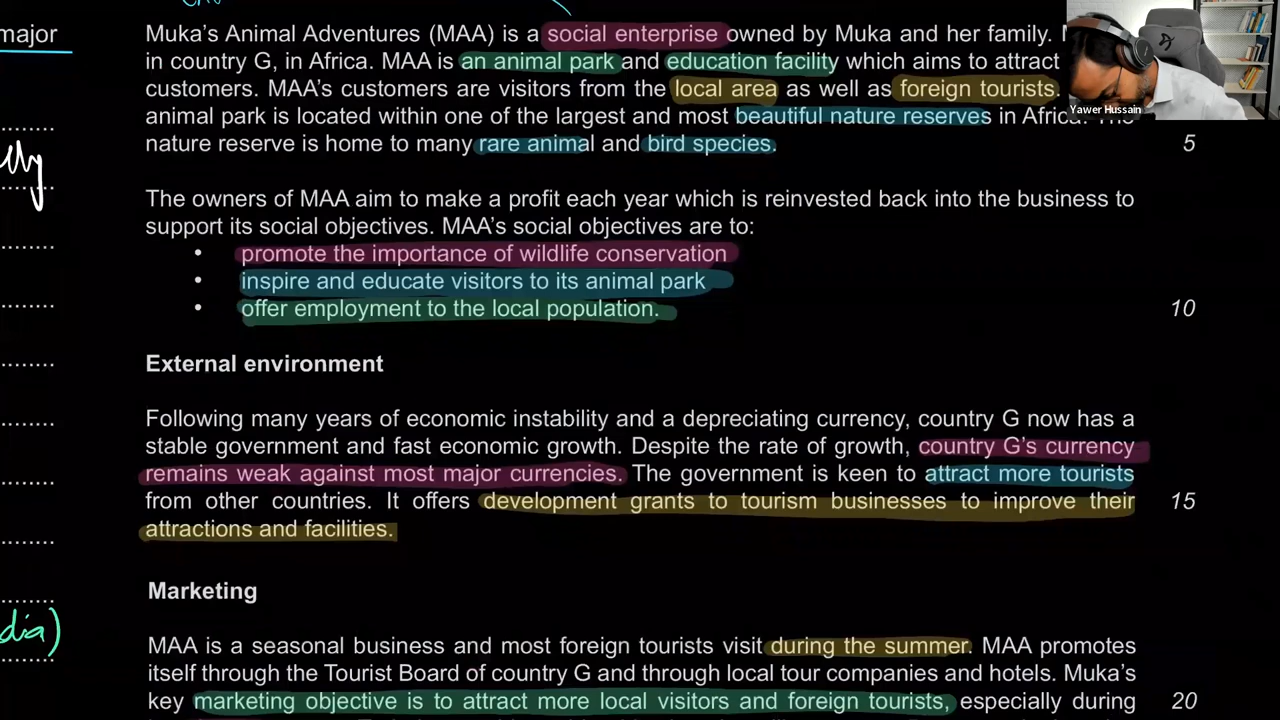 major
Muka’s Animal Adventures (MAA) is a social enterprise owned by Muka and her family.
in country G, in Africa. MAA is an animal park and education facility which aims to attract
customers. MAA’s customers are visitors from the local area as well as foreign tourists.
Yawer Hussain
animal park is located within one of the largest and most beautiful nature reserves in Africa. The
nature reserve is home to many rare animal and bird species.
5
The owners of MAA aim to make a profit each year which is reinvested back into the business to
support its social objectives. MAA’s social objectives are to:
• promote the importance of wildlife conservation
• inspire and educate visitors to its animal park
• offer employment to the local population.
10
External environment
Following many years of economic instability and a depreciating currency, country G now has a
stable government and fast economic growth. Despite the rate of growth, country G’s currency
remains weak against most major currencies. The government is keen to attract more tourists
from other countries. It offers development grants to tourism businesses to improve their
15
attractions and facilities.
Marketing
dia)
MAA is a seasonal business and most foreign tourists visit during the summer. MAA promotes
itself through the Tourist Board of country G and through local tour companies and hotels. Muka’s
key marketing objective is to attract more local visitors and foreign tourists, especially during
20